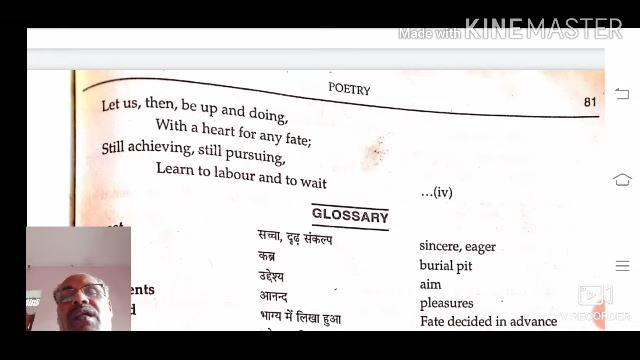 Made with KINEMASTER
POETRY
81
Let us, then, be up and doing,
With a heart for any fate;
Still achieving, still pursuing,
Learn to labour and to wait
...(iv)
GLOSSARY
सच्चा, दृढ़ संकल्प sincere, eager
कब्र burial pit
उद्देश्य aim
ents आनन्द pleasures
d भाग्य में लिखा हुआ Fate decided in advance
V RECORDER